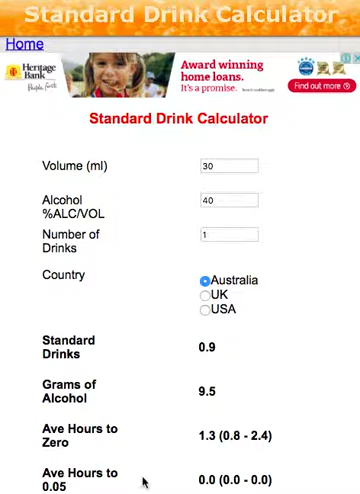 Standard Drink Calculator
Home
Heritage Bank
People first.
Award winning home loans.
It's a promise.
Find out more
Standard Drink Calculator
Volume (ml) 30
Alcohol %ALC/VOL 40
Number of Drinks 1
Country
Australia
UK
USA
Standard Drinks 0.9
Grams of Alcohol 9.5
Ave Hours to Zero 1.3 (0.8 - 2.4)
Ave Hours to 0.05 0.0 (0.0 - 0.0)